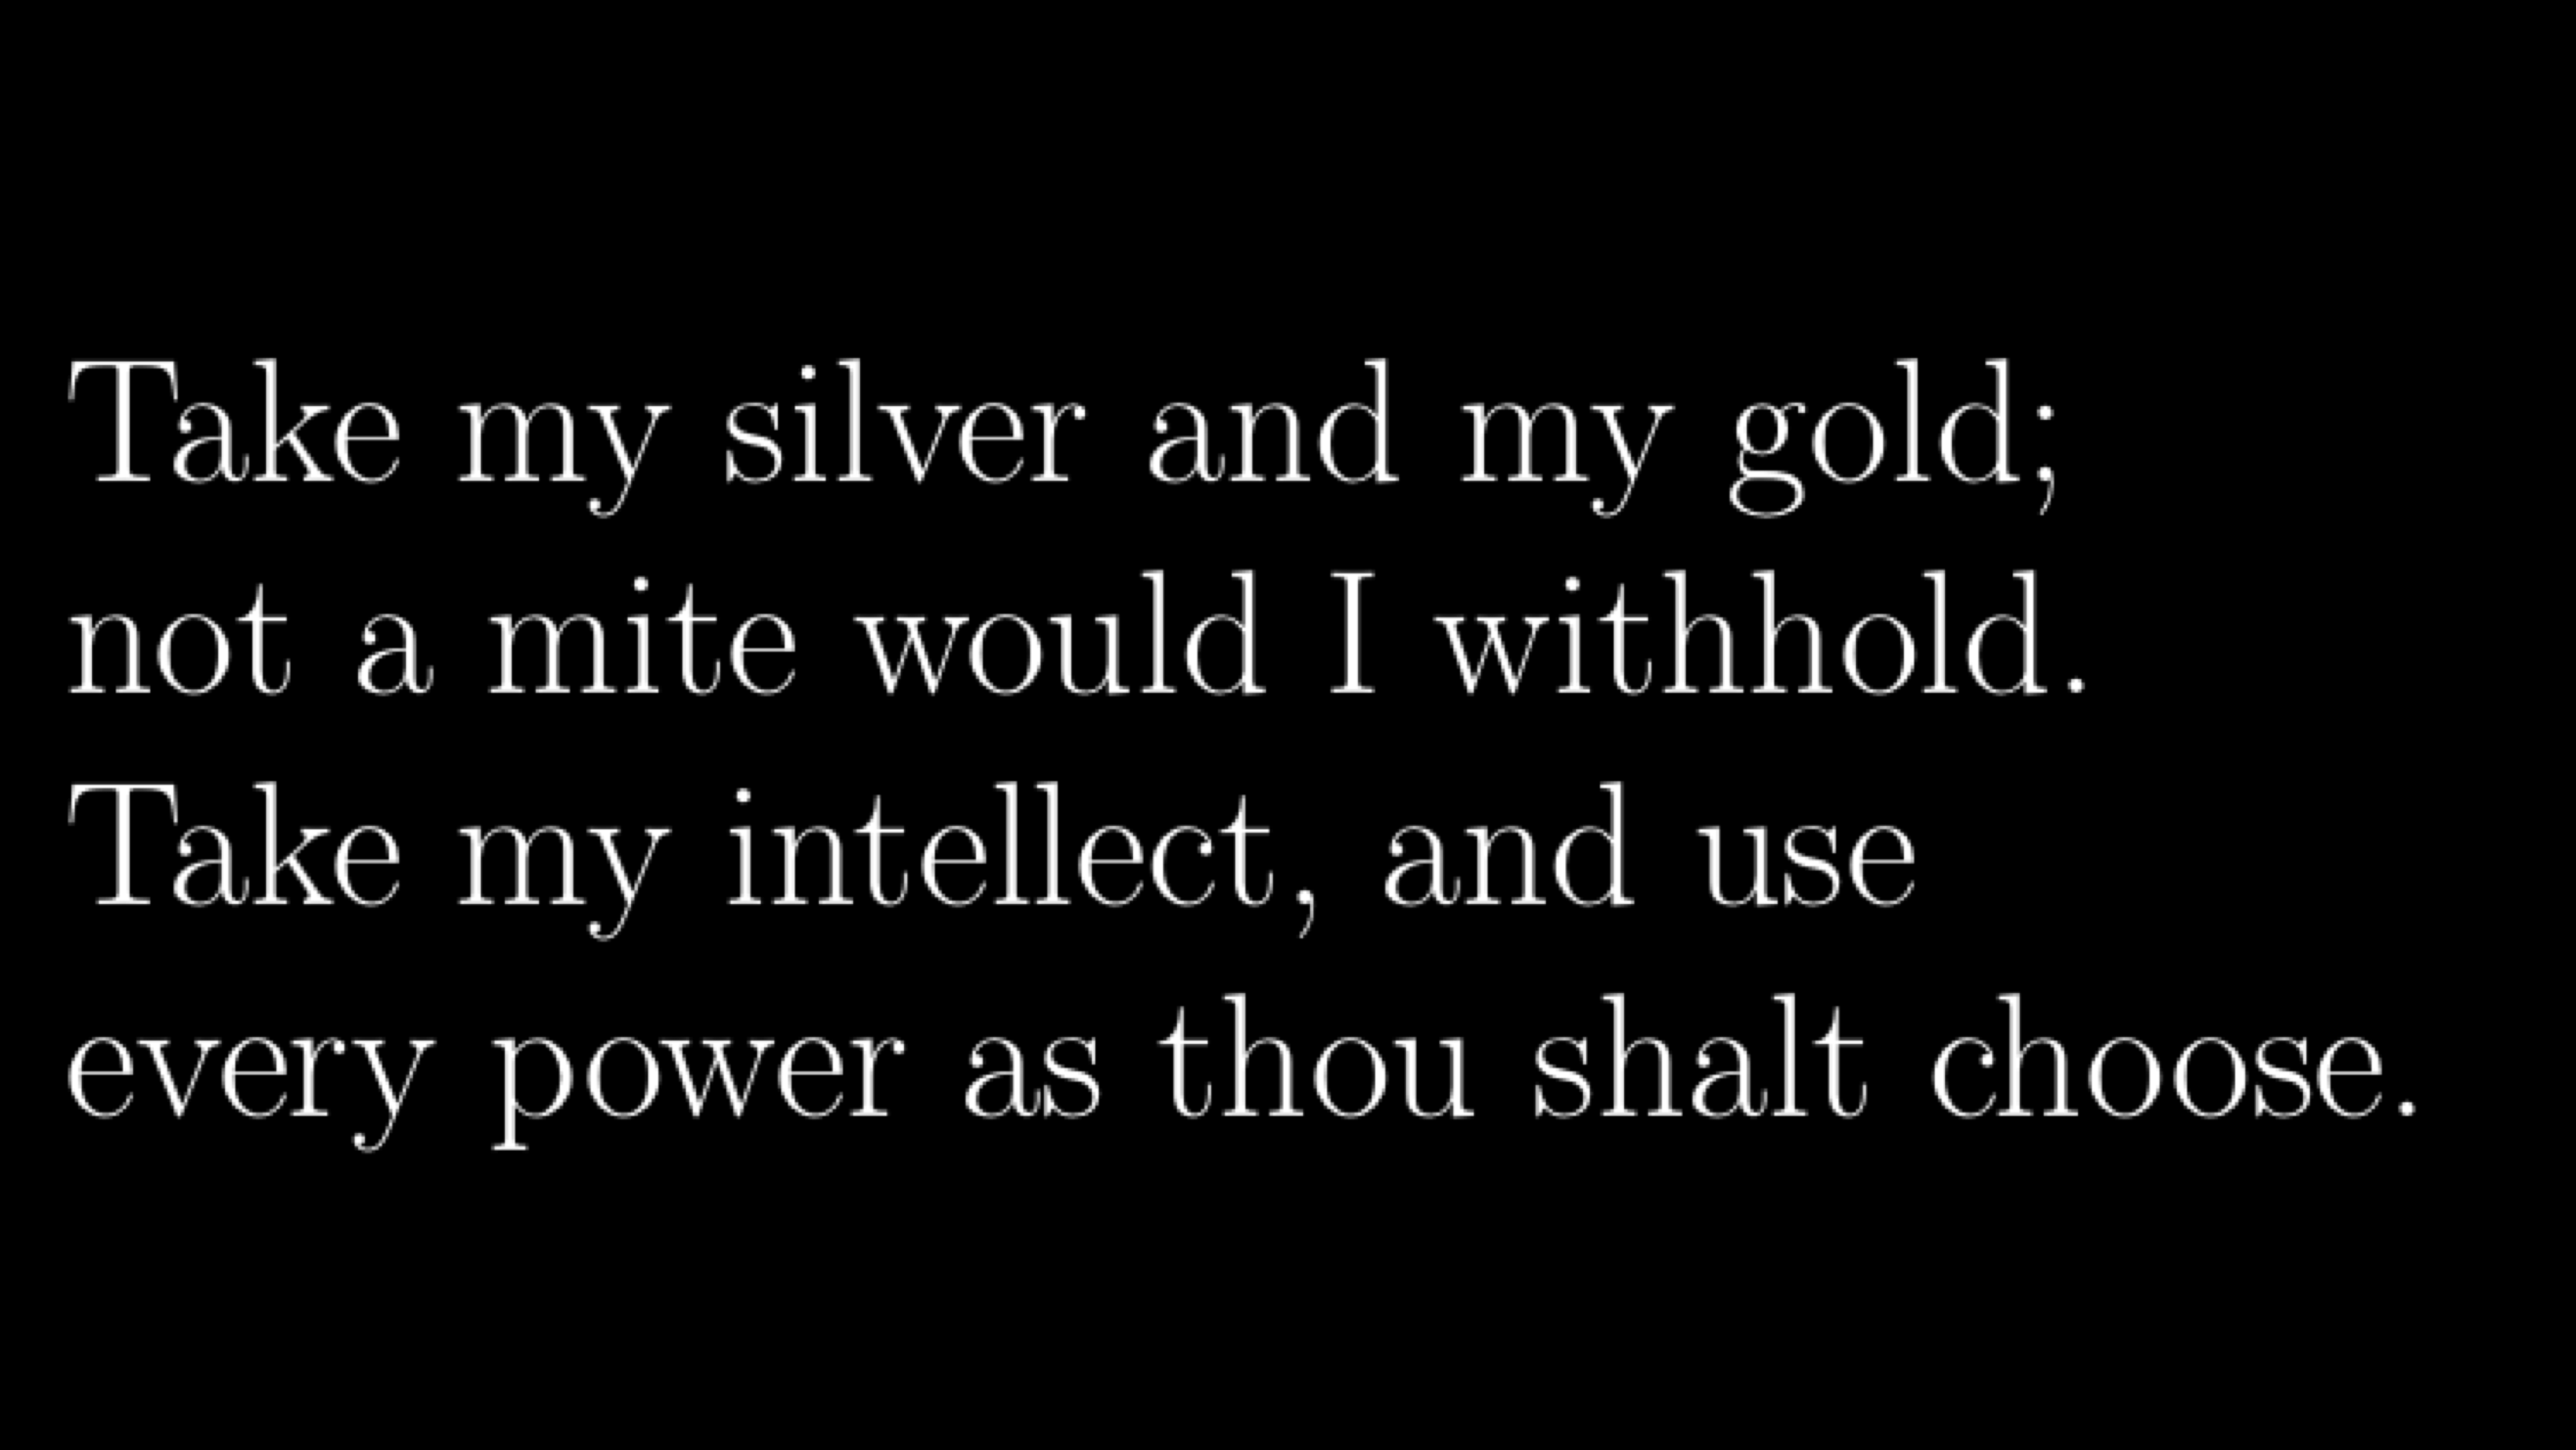 Take my silver and my gold;
not a mite would I withhold.
Take my intellect, and use
every power as thou shalt choose.